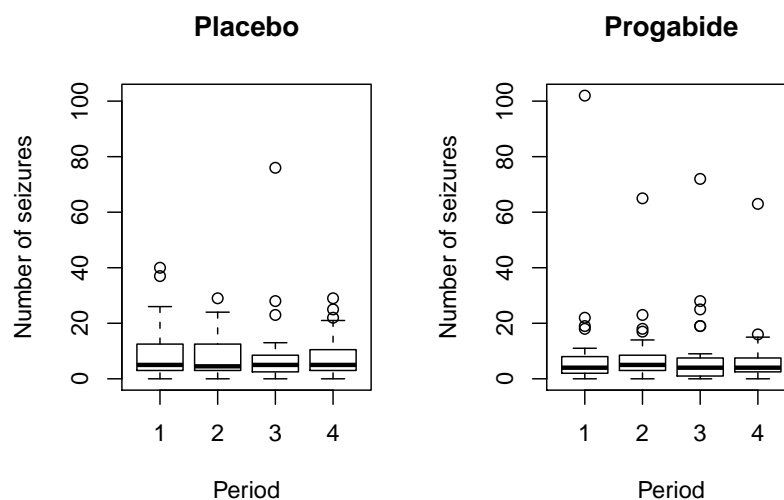 Placebo
Number of seizures
0 20 40 60 80 100
1 2 3 4
Period
Progabide
Number of seizures
0 20 40 60 80 100
1 2 3 4
Period